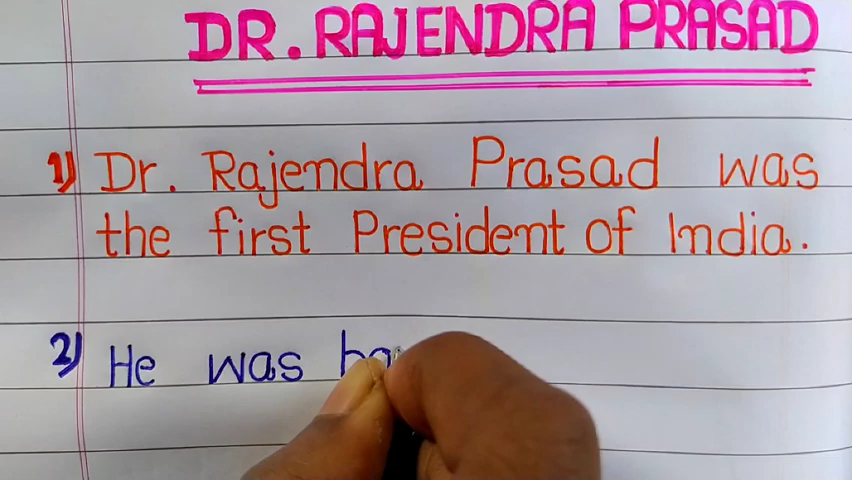 DR. RAJENDRA PRASAD
1) Dr. Rajendra Prasad was
the first President of India.
2) He was